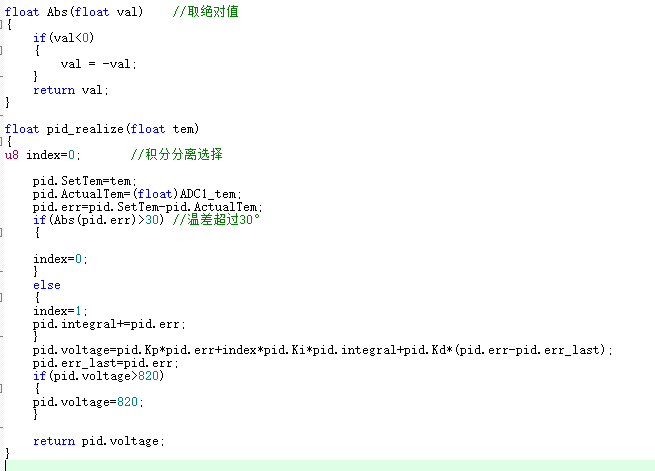 float Abs(float val)    //取绝对值
{
    if(val<0)
    {
        val = -val;
    }
    return val;
}
float pid_realize(float tem)
{
u8 index=0;       //积分分离选择
    pid.SetTem=tem;
    pid.ActualTem=(float)ADC1_tem;
    pid.err=pid.SetTem-pid.ActualTem;
    if(Abs(pid.err)>30) //温差超过30°
    {
    index=0;
    }
    else
    {
    index=1;
    pid.integral+=pid.err;
    }
    pid.voltage=pid.Kp*pid.err+index*pid.Ki*pid.integral+pid.Kd*(pid.err-pid.err_last);
    pid.err_last=pid.err;
    if(pid.voltage>820)
    {
    pid.voltage=820;
    }
    return pid.voltage;
}